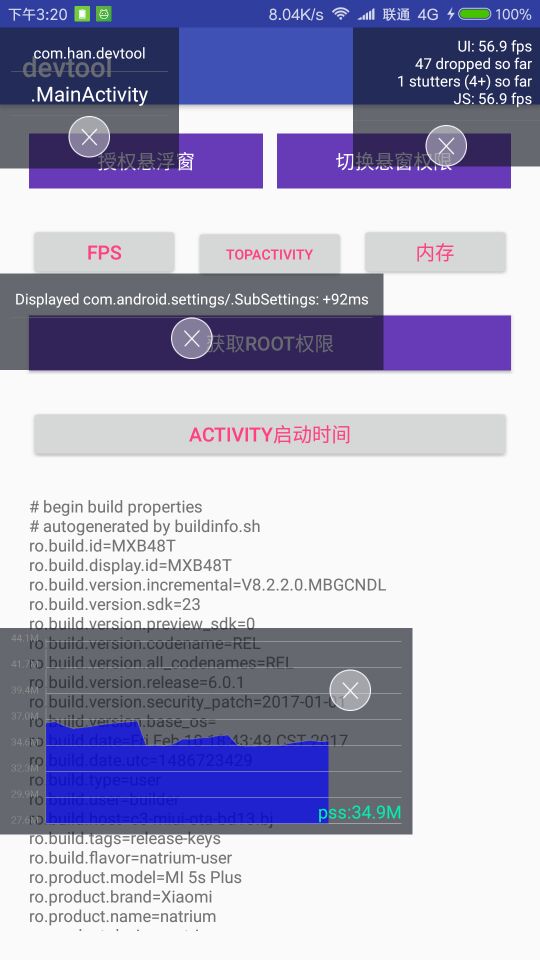 下午3:20
8.04K/s
联通 4G
100%
com.han.devtool
devtool
.MainActivity
UI: 56.9 fps
47 dropped so far
1 stutters (4+) so far
JS: 56.9 fps
授权悬浮窗
切换悬窗权限
FPS
TOPACTIVITY
内存
Displayed com.android.settings/.SubSettings: +92ms
获取ROOT权限
ACTIVITY启动时间
# begin build properties
# autogenerated by buildinfo.sh
ro.build.id=MXB48T
ro.build.display.id=MXB48T
ro.build.version.incremental=V8.2.2.0.MBGCNDL
ro.build.version.sdk=23
ro.build.version.preview_sdk=0
44.1M
ro.build.version.codename=REL
41.7M
ro.build.version.all_codenames=REL
39.4M
ro.build.version.release=6.0.1
ro.build.version.security_patch=2017-01-01
37.0M
ro.build.version.base_os=
34.6M
ro.build.date=Fri Feb 10 18:43:49 CST 2017
ro.build.date.utc=1486723429
32.3M
ro.build.type=user
29.9M
ro.build.user=builder
pss:34.9M
27.6M
ro.build.host=c3-miui-ota-bd13.bj
ro.build.tags=release-keys
ro.build.flavor=natrium-user
ro.product.model=MI 5s Plus
ro.product.brand=Xiaomi
ro.product.name=natrium